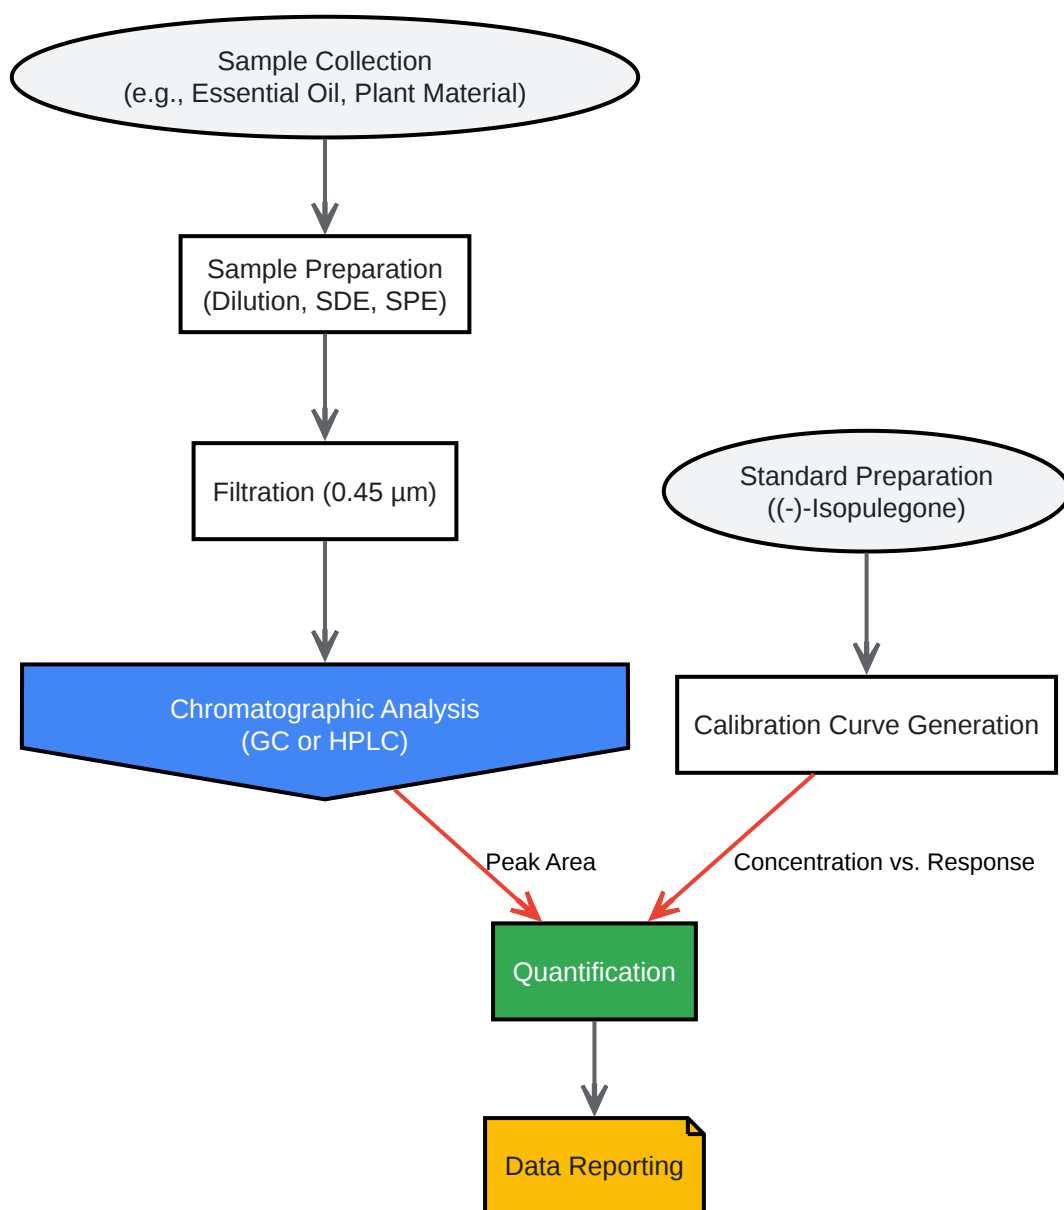 Sample Collection
(e.g., Essential Oil, Plant Material)
Sample Preparation
(Dilution, SDE, SPE)
Filtration (0.45 µm)
Standard Preparation
((-)-Isopulegone)
Chromatographic Analysis
(GC or HPLC)
Calibration Curve Generation
Peak Area
Concentration vs. Response
Quantification
Data Reporting